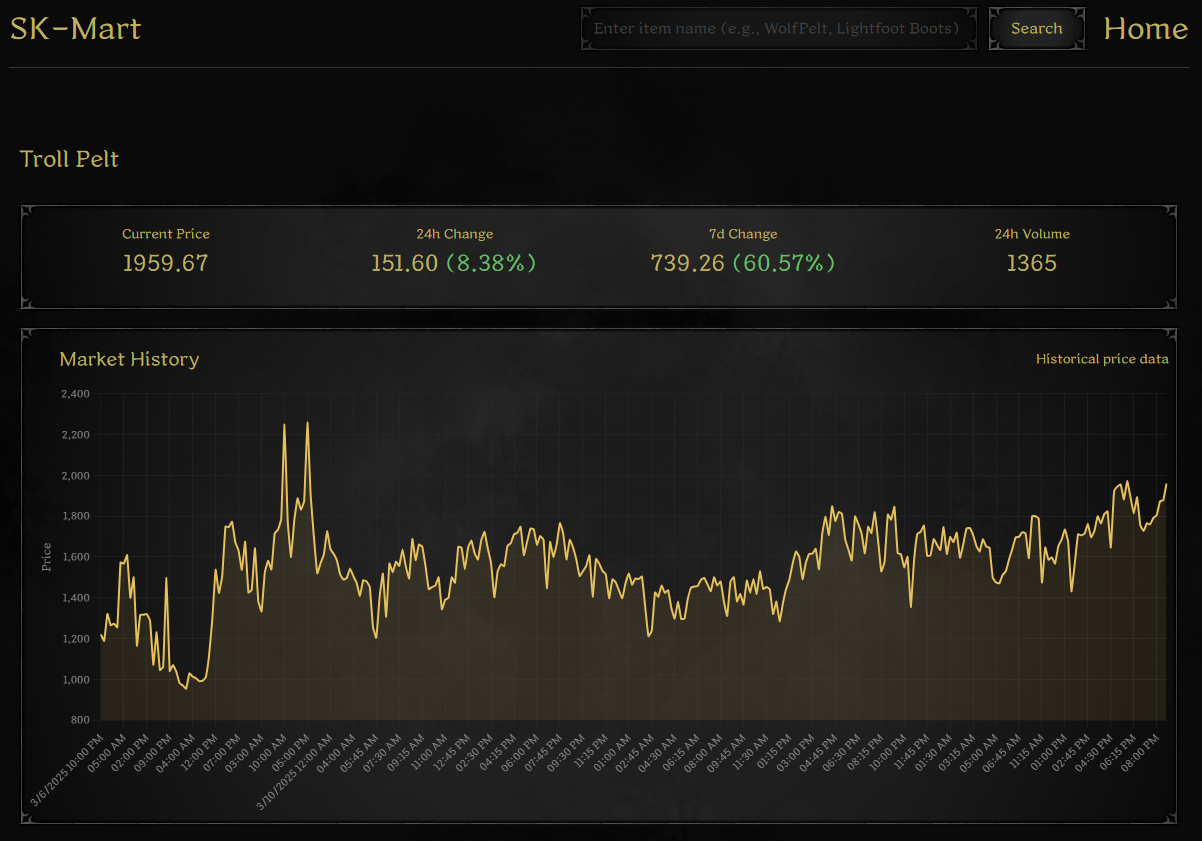 SK-Mart
Enter item name (e.g., WolfPelt, Lightfoot Boots)
Search
Home
Troll Pelt
Current Price
1959.67
24h Change
151.60 (8.38%)
7d Change
739.26 (60.57%)
24h Volume
1365
Market History
Historical price data
Price
2,400
2,200
2,000
1,800
1,600
1,400
1,200
1,000
800
3/6/2025 10:00 PM
05:00 AM
02:00 PM
09:00 PM
04:00 AM
12:00 PM
07:00 PM
03:00 AM
10:00 AM
05:00 PM
3/10/2025 12:00 AM
04:00 AM
05:45 AM
07:30 AM
09:15 AM
11:00 AM
12:45 PM
02:30 PM
04:15 PM
06:00 PM
07:45 PM
09:30 PM
11:15 PM
01:00 AM
02:45 AM
04:30 AM
06:15 AM
08:00 AM
09:45 AM
11:30 AM
01:15 PM
03:00 PM
04:45 PM
06:30 PM
08:15 PM
10:00 PM
11:45 PM
01:30 AM
03:15 AM
05:00 AM
06:45 AM
11:15 AM
01:00 PM
02:45 PM
04:30 PM
06:15 PM
08:00 PM